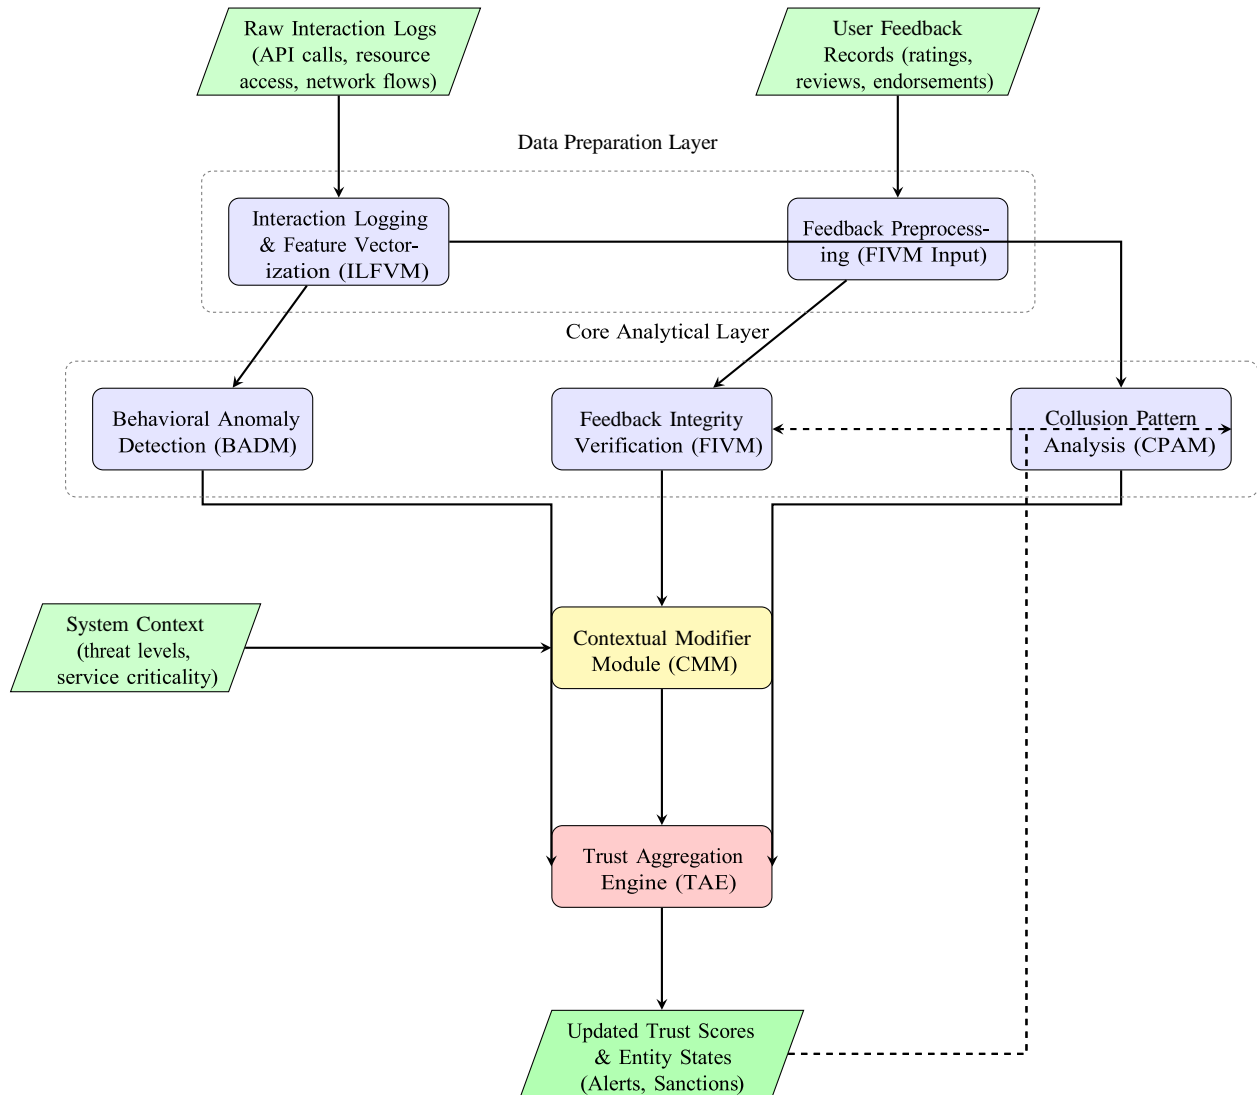 Raw Interaction Logs
(API calls, resource
access, network flows)
User Feedback
Records (ratings,
reviews, endorsements)
Data Preparation Layer
Interaction Logging
& Feature Vector-
ization (ILFVM)
Feedback Preprocess-
ing (FIVM Input)
Core Analytical Layer
Behavioral Anomaly
Detection (BADM)
Feedback Integrity
Verification (FIVM)
Collusion Pattern
Analysis (CPAM)
System Context
(threat levels,
service criticality)
Contextual Modifier
Module (CMM)
Trust Aggregation
Engine (TAE)
Updated Trust Scores
& Entity States
(Alerts, Sanctions)